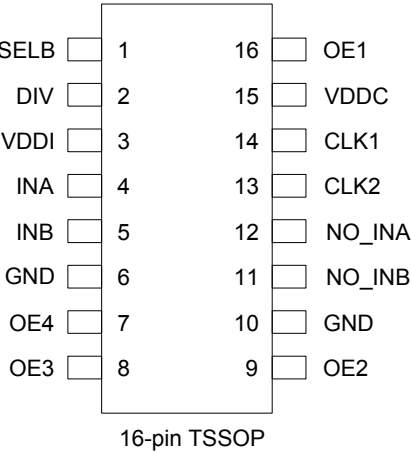 SELB 1 16 OE1
DIV 2 15 VDDC
VDDI 3 14 CLK1
INA 4 13 CLK2
INB 5 12 NO_INA
GND 6 11 NO_INB
OE4 7 10 GND
OE3 8 9 OE2
16-pin TSSOP